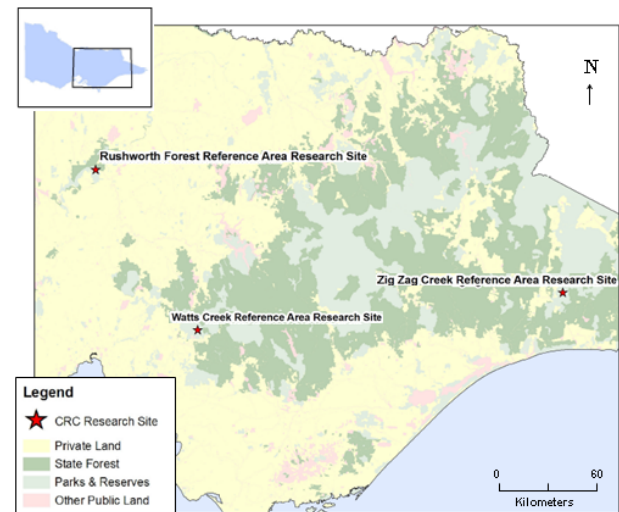 N
Rushworth Forest Reference Area Research Site
Zig Zag Creek Reference Area Research Site
Watts Creek Reference Area Research Site
Legend
CRC Research Site
Private Land
State Forest
Parks & Reserves
Other Public Land
0 60
Kilometers